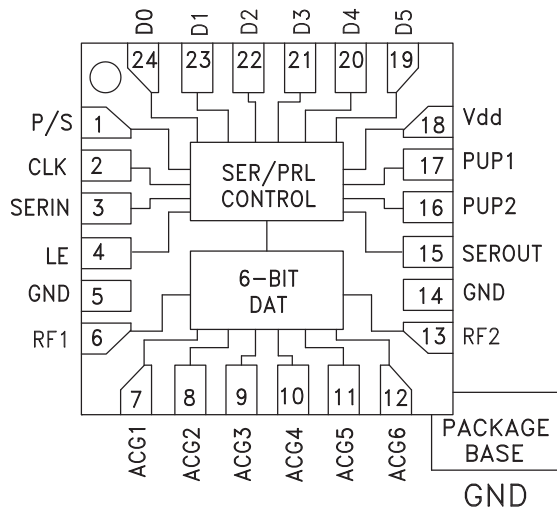 D0 D1 D2 D3 D4 D5
24 23 22 21 20 19
P/S 1 18 Vdd
CLK 2 17 PUP1
SERIN 3 16 PUP2
SER/PRL
CONTROL
LE 4 15 SEROUT
GND 5 14 GND
6-BIT
DAT
RF1 6 13 RF2
7 8 9 10 11 12
ACG1 ACG2 ACG3 ACG4 ACG5 ACG6
PACKAGE
BASE
GND